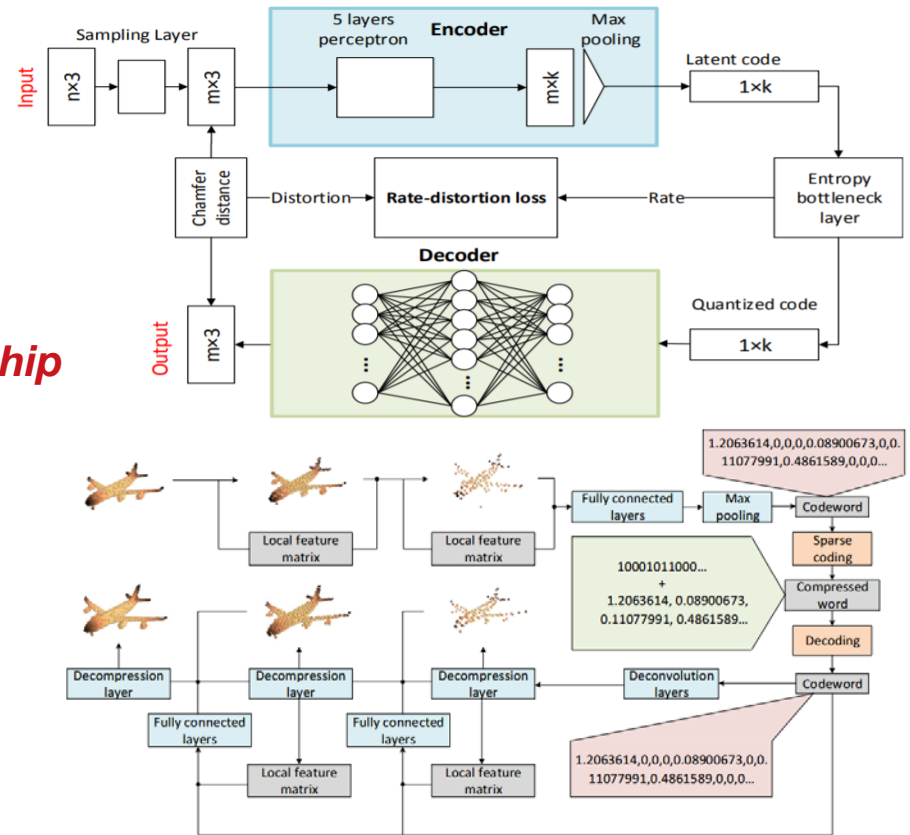 Sampling Layer
5 layers
perceptron
Encoder
Max
pooling
Input
n×3
m×3
m×k
Latent code
1×k
Chamfer
distance
Distortion
Rate-distortion loss
Rate
Entropy
bottleneck
layer
Decoder
Output
m×3
Quantized code
1×k
hip
1.2063614,0,0,0,0.08900673,0,0.
11077991,0.4861589,0,0,0...
Fully connected
layers
Max
pooling
Codeword
Local feature
matrix
Local feature
matrix
Sparse
coding
10001011000...
+
1.2063614, 0.08900673,
0.11077991, 0.4861589...
Compressed
word
Decoding
Decompression
layer
Decompression
layer
Decompression
layer
Deconvolution
layers
Codeword
Fully connected
layers
Fully connected
layers
Local feature
matrix
Local feature
matrix
1.2063614,0,0,0,0.08900673,0,0.
11077991,0.4861589,0,0,0...